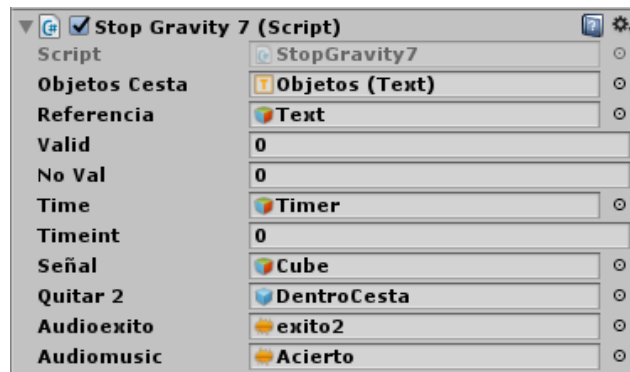 Stop Gravity 7 (Script)
Script StopGravity7
Objetos Cesta Objetos (Text)
Referencia Text
Valid 0
No Val 0
Time Timer
Timeint 0
Señal Cube
Quitar 2 DentroCesta
Audioexito exito2
Audiomusic Acierto